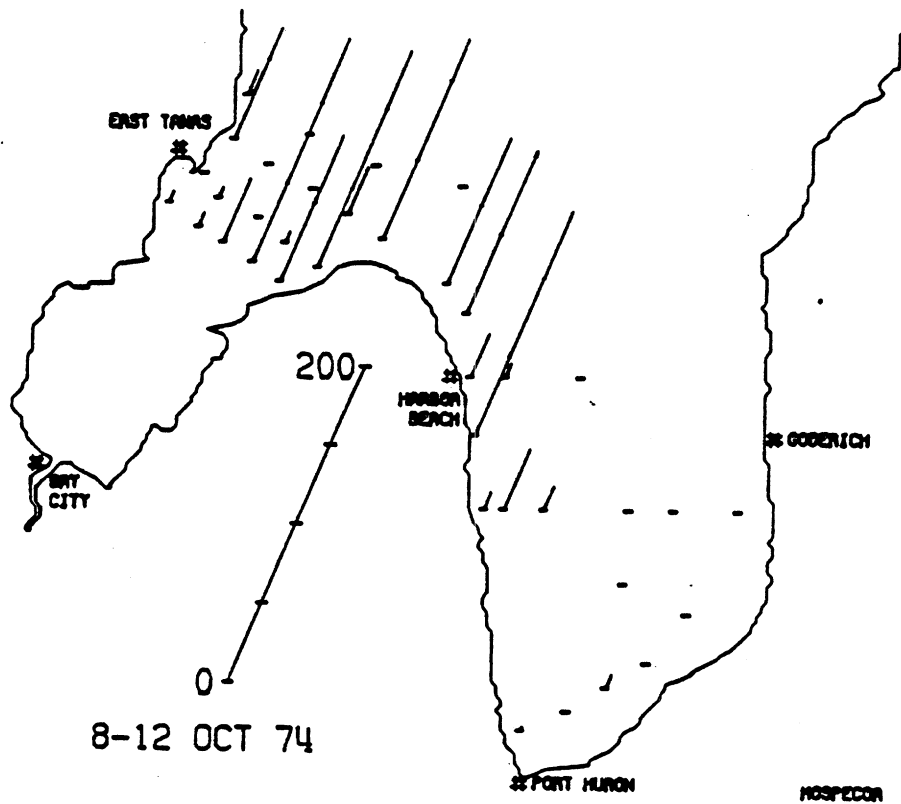 EAST TAWAS
200
HARBOR
BEACH
# GODERICH
BAY
CITY
0
8-12 OCT 74
# PORT HURON
MOSPECOR